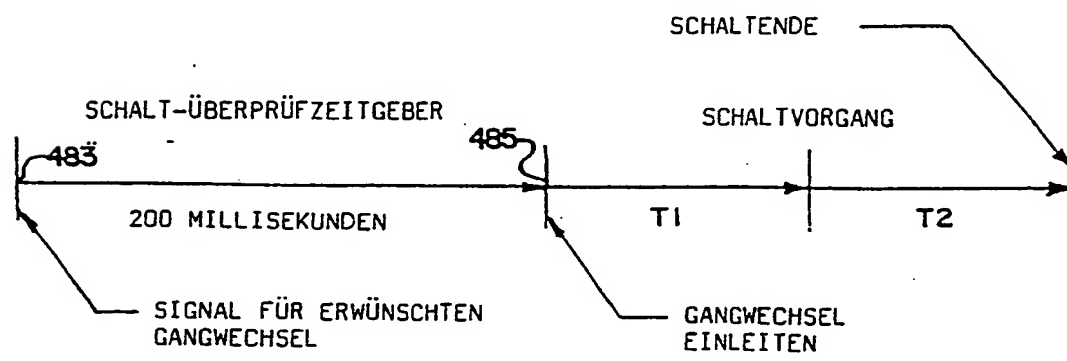 SCHALTENDE
SCHALT-ÜBERPRÜFZEITGEBER
SCHALTVORGANG
483
485
200 MILLISEKUNDEN
T1
T2
SIGNAL FÜR ERWÜNSCHTEN
GANGWECHSEL
GANGWECHSEL
EINLEITEN